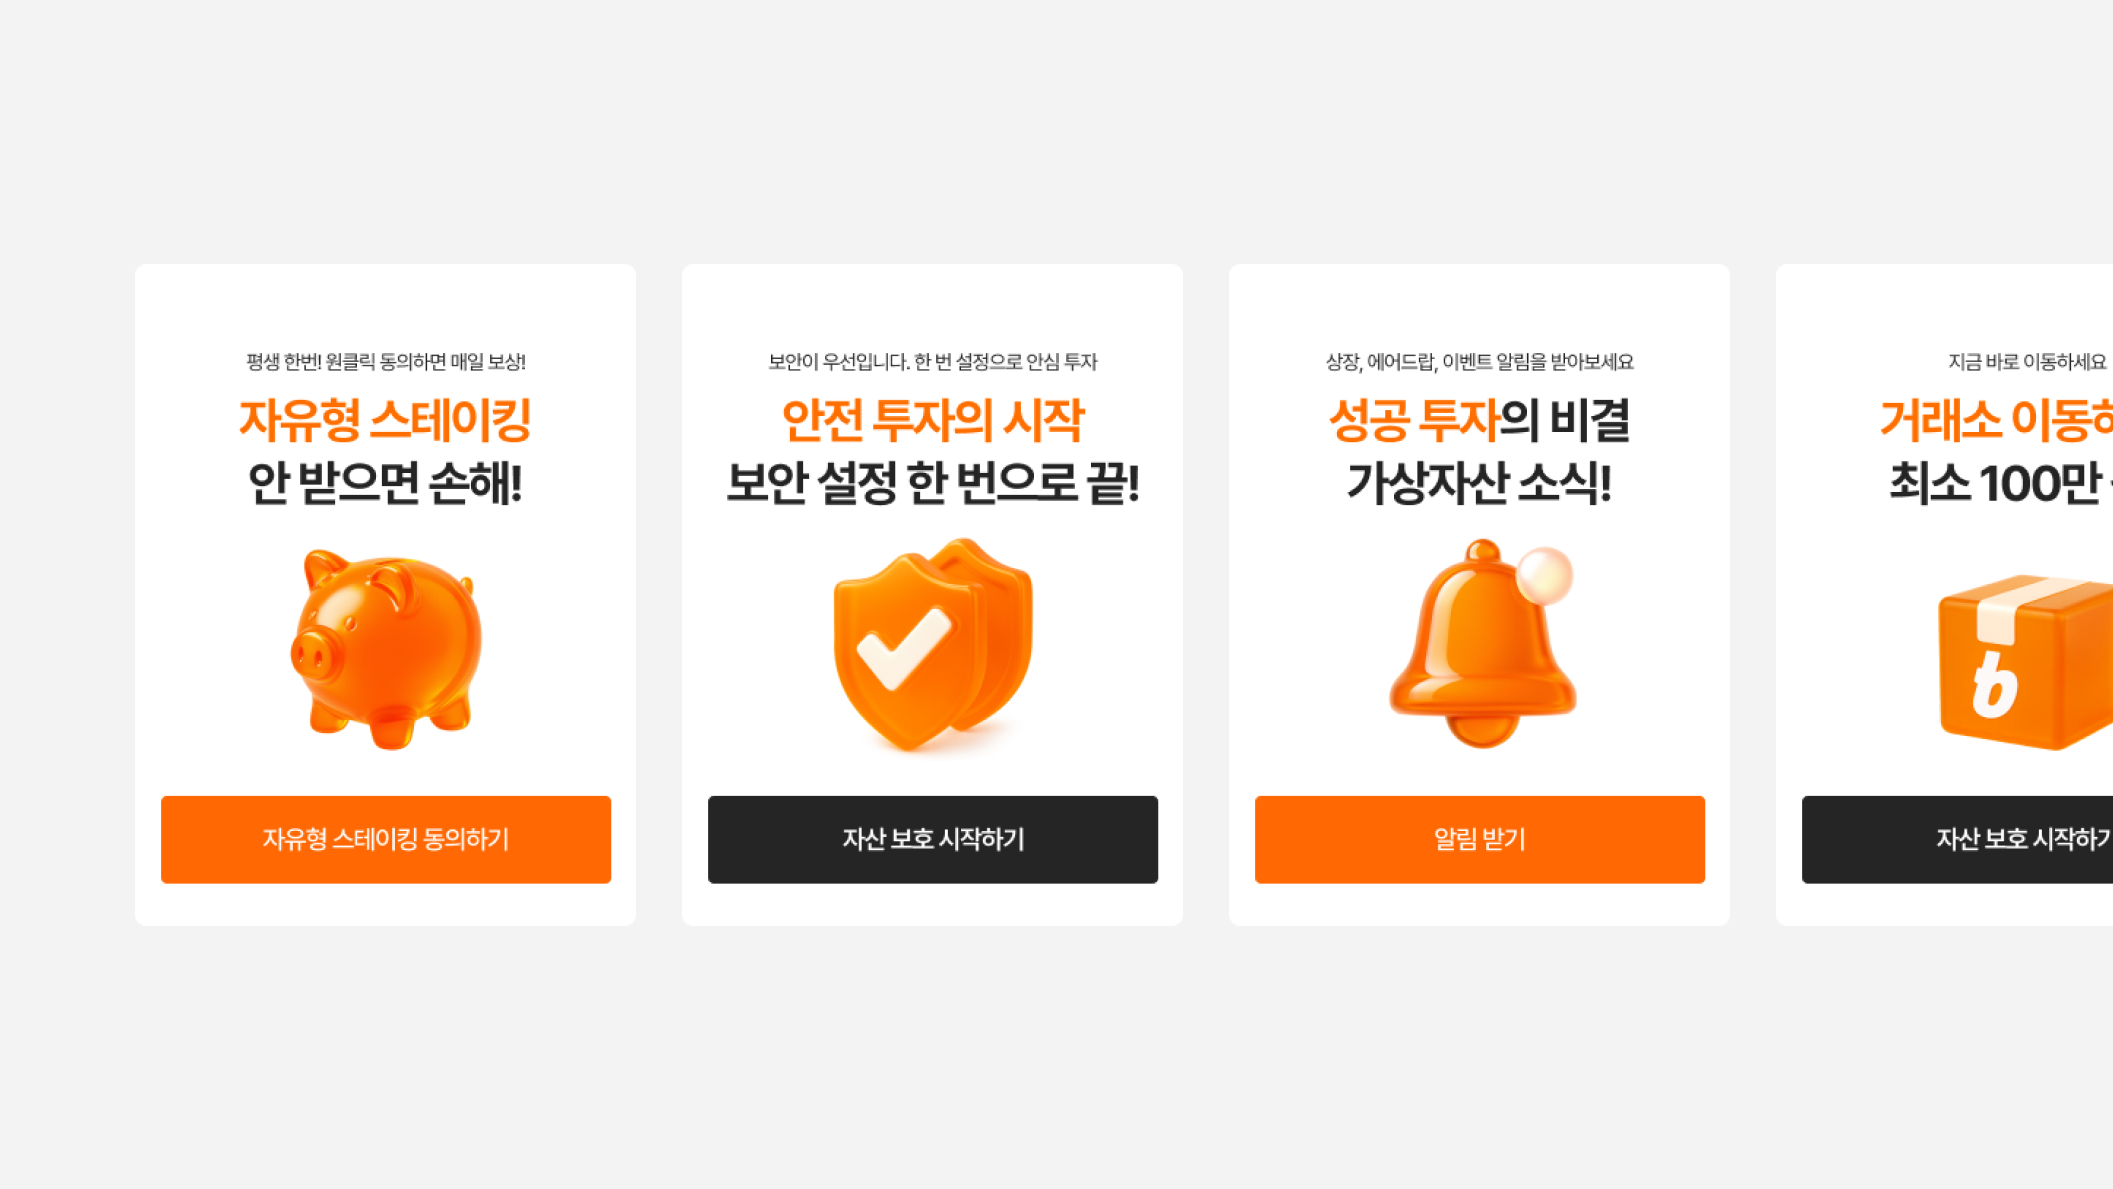 평생 한번! 원클릭 동의하면 매일 보상!
자유형 스테이킹
안 받으면 손해!
자유형 스테이킹 동의하기
보안이 우선입니다. 한 번 설정으로 안심 투자
안전 투자의 시작
보안 설정 한 번으로 끝!
자산 보호 시작하기
상장, 에어드랍, 이벤트 알림을 받아보세요
성공 투자의 비결
가상자산 소식!
알림 받기
지금 바로 이동하세요
거래소 이동하
최소 100만
b
자산 보호 시작하기